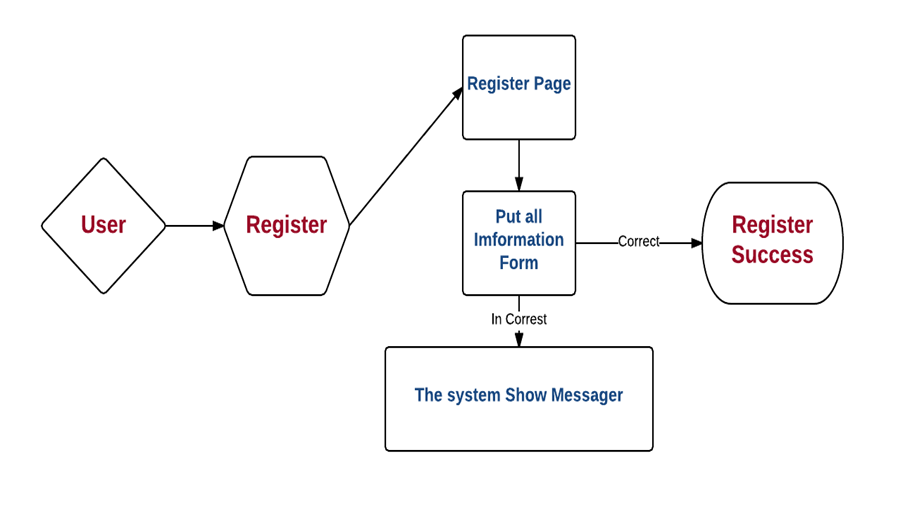 Register Page
User
Register
Put all
Imformation
Form
Correct
Register
Success
In Correst
The system Show Messager